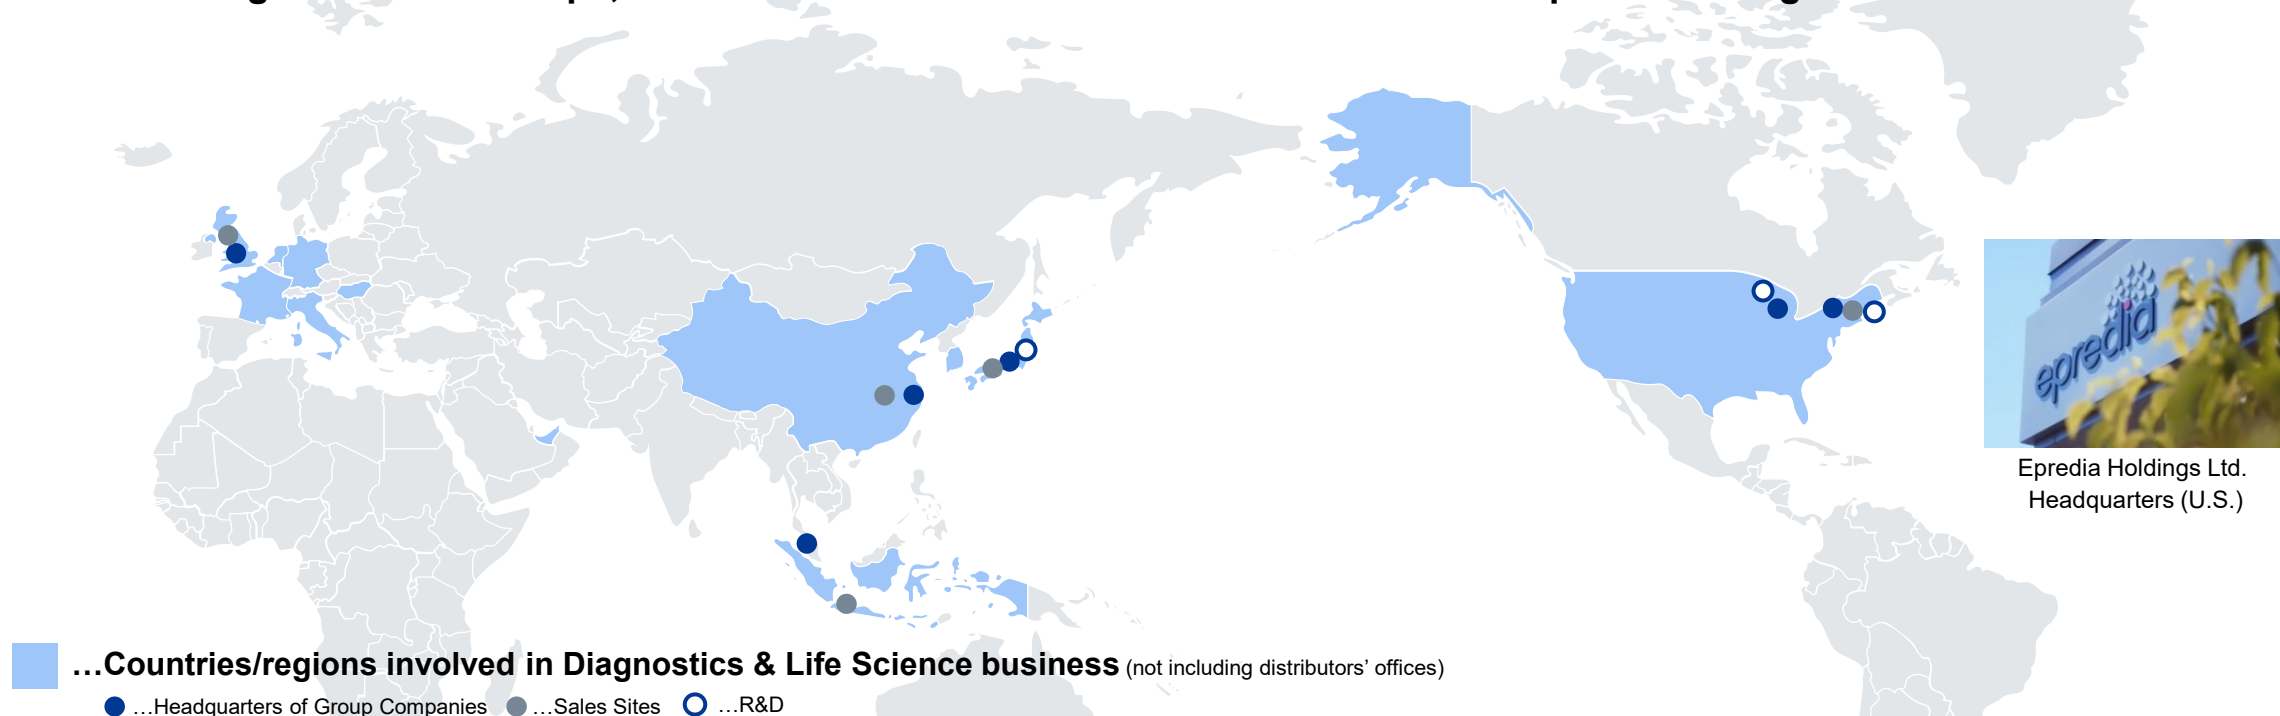 epredia
Epredia Holdings Ltd.
Headquarters (U.S.)
…Countries/regions involved in Diagnostics & Life Science business (not including distributors’ offices)
…Headquarters of Group Companies …Sales Sites …R&D